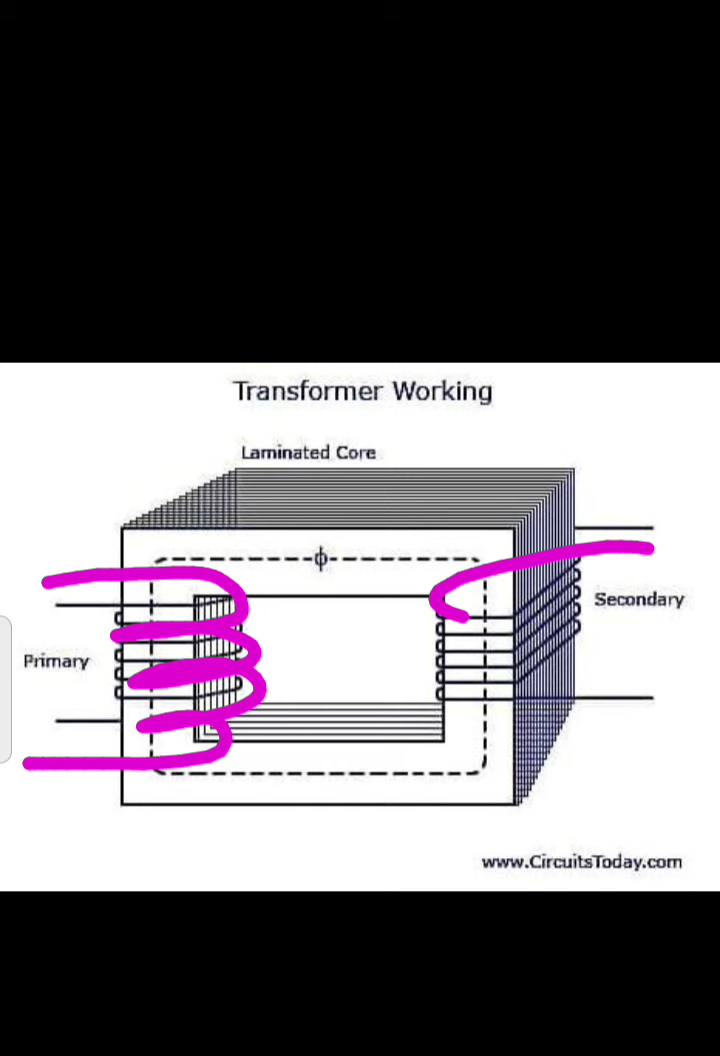 Transformer Working
Laminated Core
ϕ
Secondary
Primary
www.CircuitsToday.com